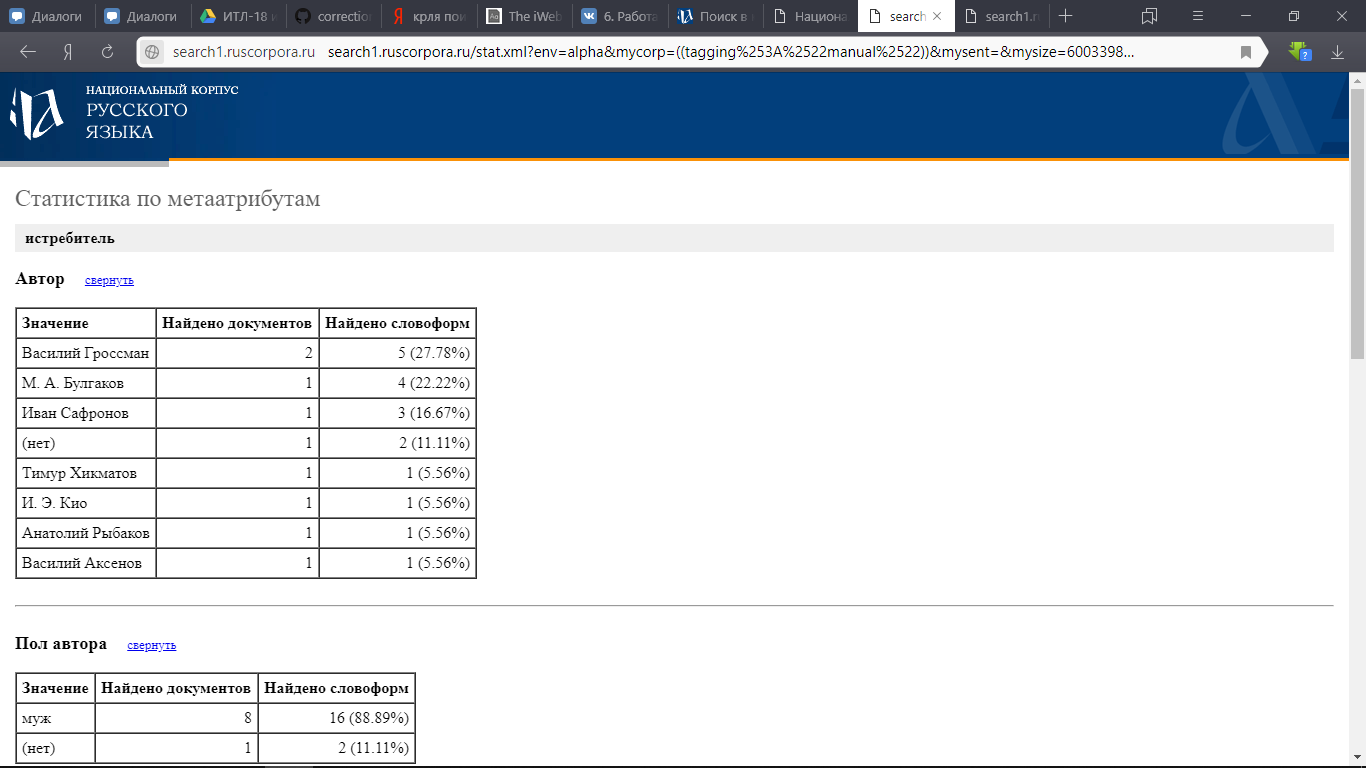 Диалоги Диалоги ИТЛ-18 и correction крля пои The iWeb 6. Работа Поиск в Национа search search1.r
search1.ruscorpora.ru search1.ruscorpora.ru/stat.xml?env=alpha&mycorp=((tagging%253A%2522manual%2522))&mysent=&mysize=6003398...
НАЦИОНАЛЬНЫЙ КОРПУС
РУССКОГО
ЯЗЫКА
Статистика по метаатрибутам
истребитель
Автор свернуть
Значение Найдено документов Найдено словоформ
Василий Гроссман 2 5 (27.78%)
М. А. Булгаков 1 4 (22.22%)
Иван Сафронов 1 3 (16.67%)
(нет) 1 2 (11.11%)
Тимур Хикматов 1 1 (5.56%)
И. Э. Кио 1 1 (5.56%)
Анатолий Рыбаков 1 1 (5.56%)
Василий Аксенов 1 1 (5.56%)
Пол автора свернуть
Значение Найдено документов Найдено словоформ
муж 8 16 (88.89%)
(нет) 1 2 (11.11%)